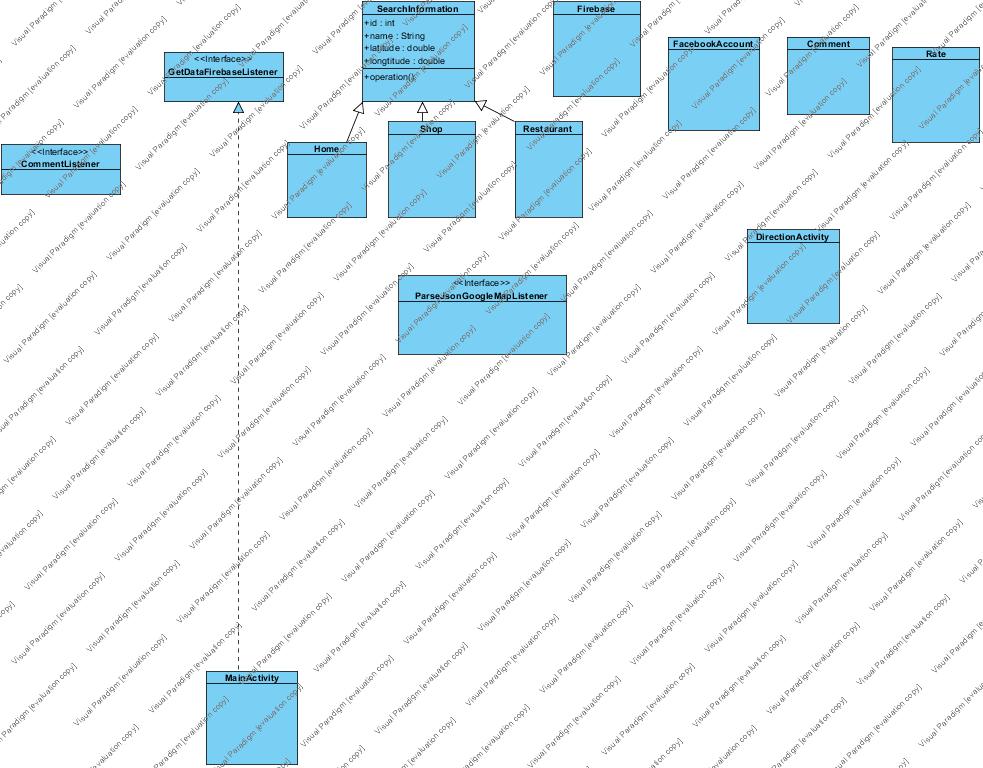 SearchInformation
+id : int
+name : String
+latitude : double
+longtitude : double
+operation()
Firebase
FacebookAccount
Comment
Rate
<<Interface>>
GetDataFirebaseListener
<<Interface>>
CommentListener
Home
Shop
Restaurant
DirectionActivity
<<Interface>>
ParseJsonGoogleMapListener
MainActivity
Visual Paradigm [evaluation copy]